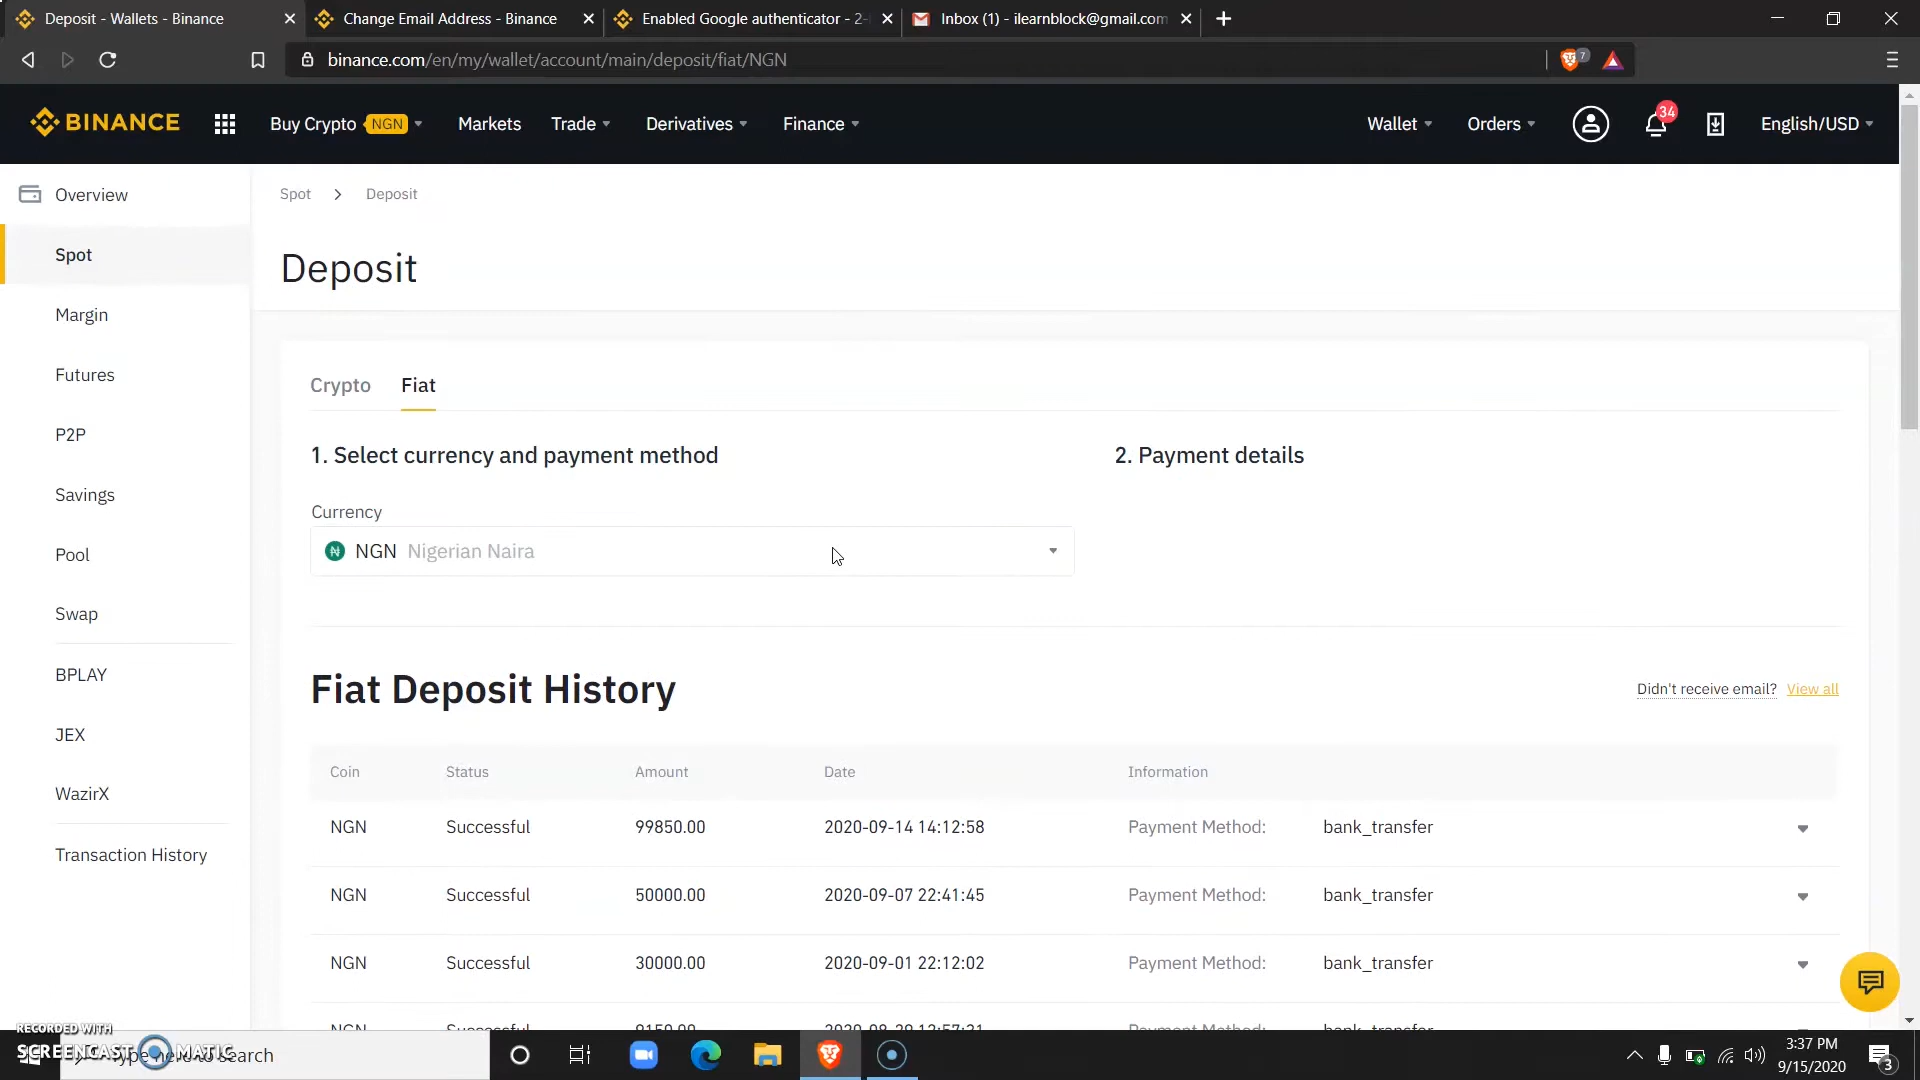 Deposit - Wallets - Binance
Change Email Address - Binance
Enabled Google authenticator - 2-
Inbox (1) - ilearnblock@gmail.com
binance.com/en/my/wallet/account/main/deposit/fiat/NGN
7
BINANCE
Buy Crypto NGN
Markets
Trade
Derivatives
Finance
Wallet
Orders
34
English/USD
Overview
Spot
Margin
Futures
P2P
Savings
Pool
Swap
BPLAY
JEX
WazirX
Transaction History
Spot > Deposit
Deposit
Crypto Fiat
1. Select currency and payment method
2. Payment details
Currency
NGN Nigerian Naira
Fiat Deposit History
Didn't receive email? View all
Coin Status Amount Date Information
NGN Successful 99850.00 2020-09-14 14:12:58 Payment Method: bank_transfer
NGN Successful 50000.00 2020-09-07 22:41:45 Payment Method: bank_transfer
NGN Successful 30000.00 2020-09-01 22:12:02 Payment Method: bank_transfer
RECORDED WITH
SCREENCAST MATIC
Type here to search
3:37 PM
9/15/2020
3